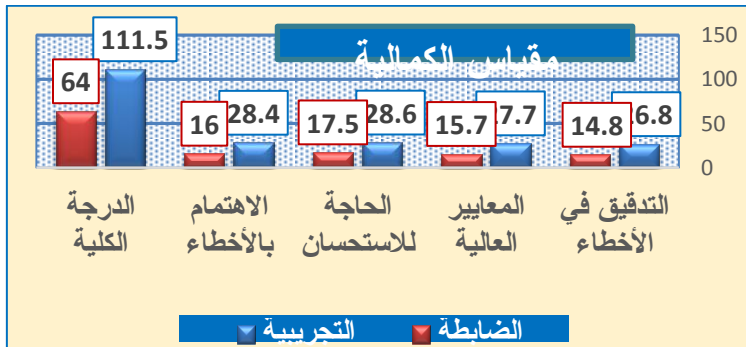 مقياس الكمالية
150
100
50
0
14.8
15.7
17.5
16
64
28.6
28.4
111.5
التدقيق في الأخطاء
المعايير العالية
الحاجة للاستحسان
الاهتمام بالأخطاء
الدرجة الكلية
الضابطة
التجريبية